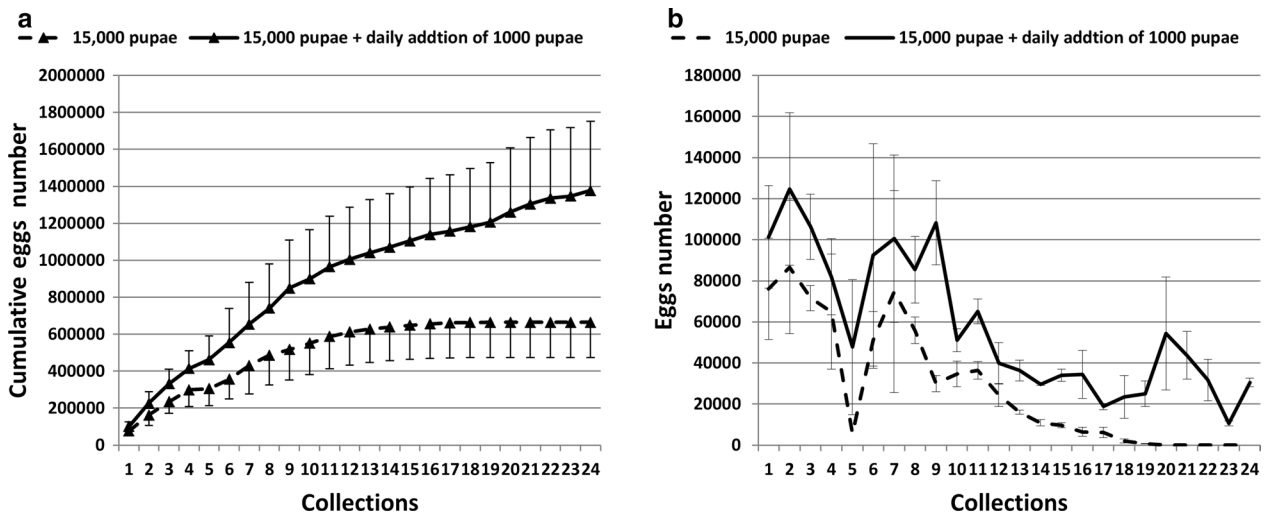 a
15,000 pupae 15,000 pupae + daily addtion of 1000 pupae
2000000
1800000
1600000
1400000
1200000
1000000
800000
600000
400000
200000
0
Cumulative eggs number
1 2 3 4 5 6 7 8 9 10 11 12 13 14 15 16 17 18 19 20 21 22 23 24
Collections
b
15,000 pupae 15,000 pupae + daily addtion of 1000 pupae
180000
160000
140000
120000
100000
80000
60000
40000
20000
0
Eggs number
1 2 3 4 5 6 7 8 9 10 11 12 13 14 15 16 17 18 19 20 21 22 23 24
Collections